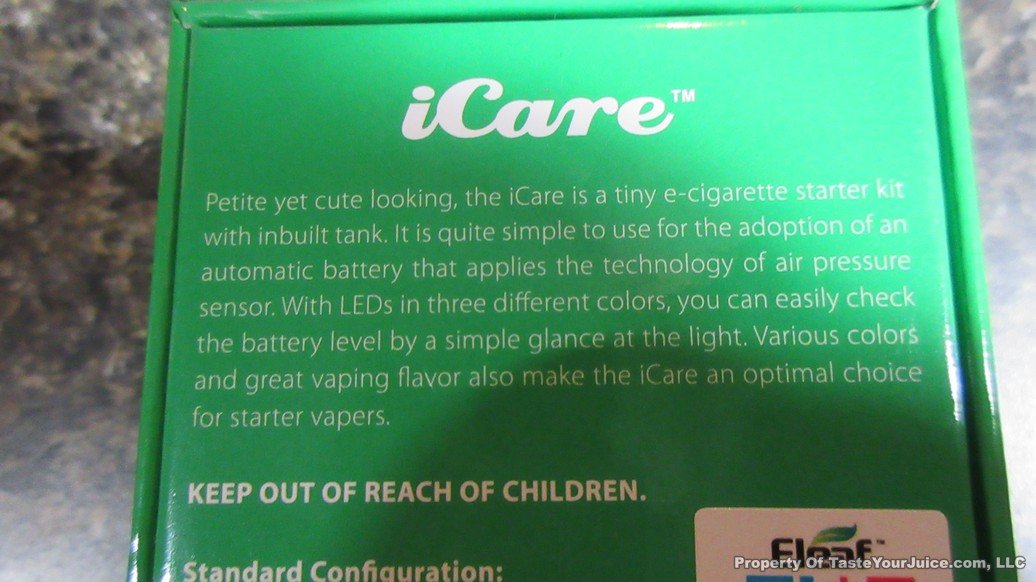 iCare™
Petite yet cute looking, the iCare is a tiny e-cigarette starter kit
with inbuilt tank. It is quite simple to use for the adoption of an
automatic battery that applies the technology of air pressure
sensor. With LEDs in three different colors, you can easily check
the battery level by a simple glance at the light. Various colors
and great vaping flavor also make the iCare an optimal choice
for starter vapers.
KEEP OUT OF REACH OF CHILDREN.
Standard Configuration:
Eleaf™
Property Of TasteYourJuice.com, LLC